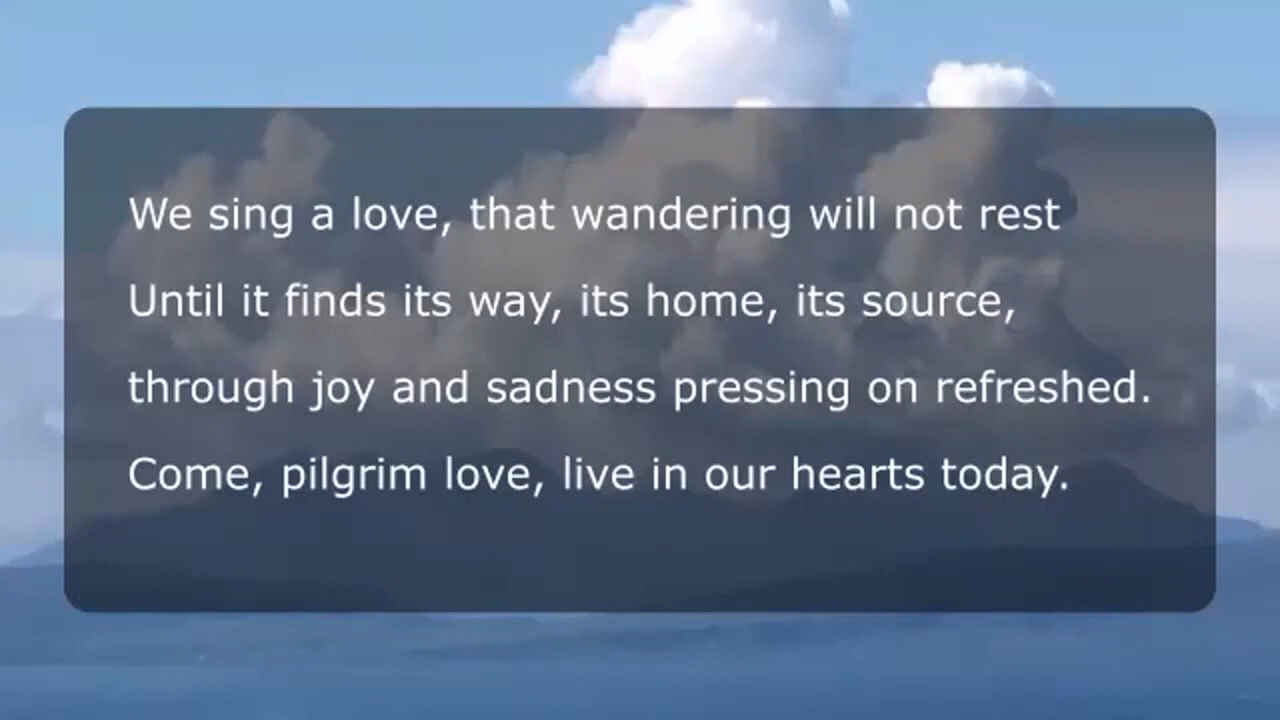 We sing a love, that wandering will not rest
Until it finds its way, its home, its source,
through joy and sadness pressing on refreshed.
Come, pilgrim love, live in our hearts today.